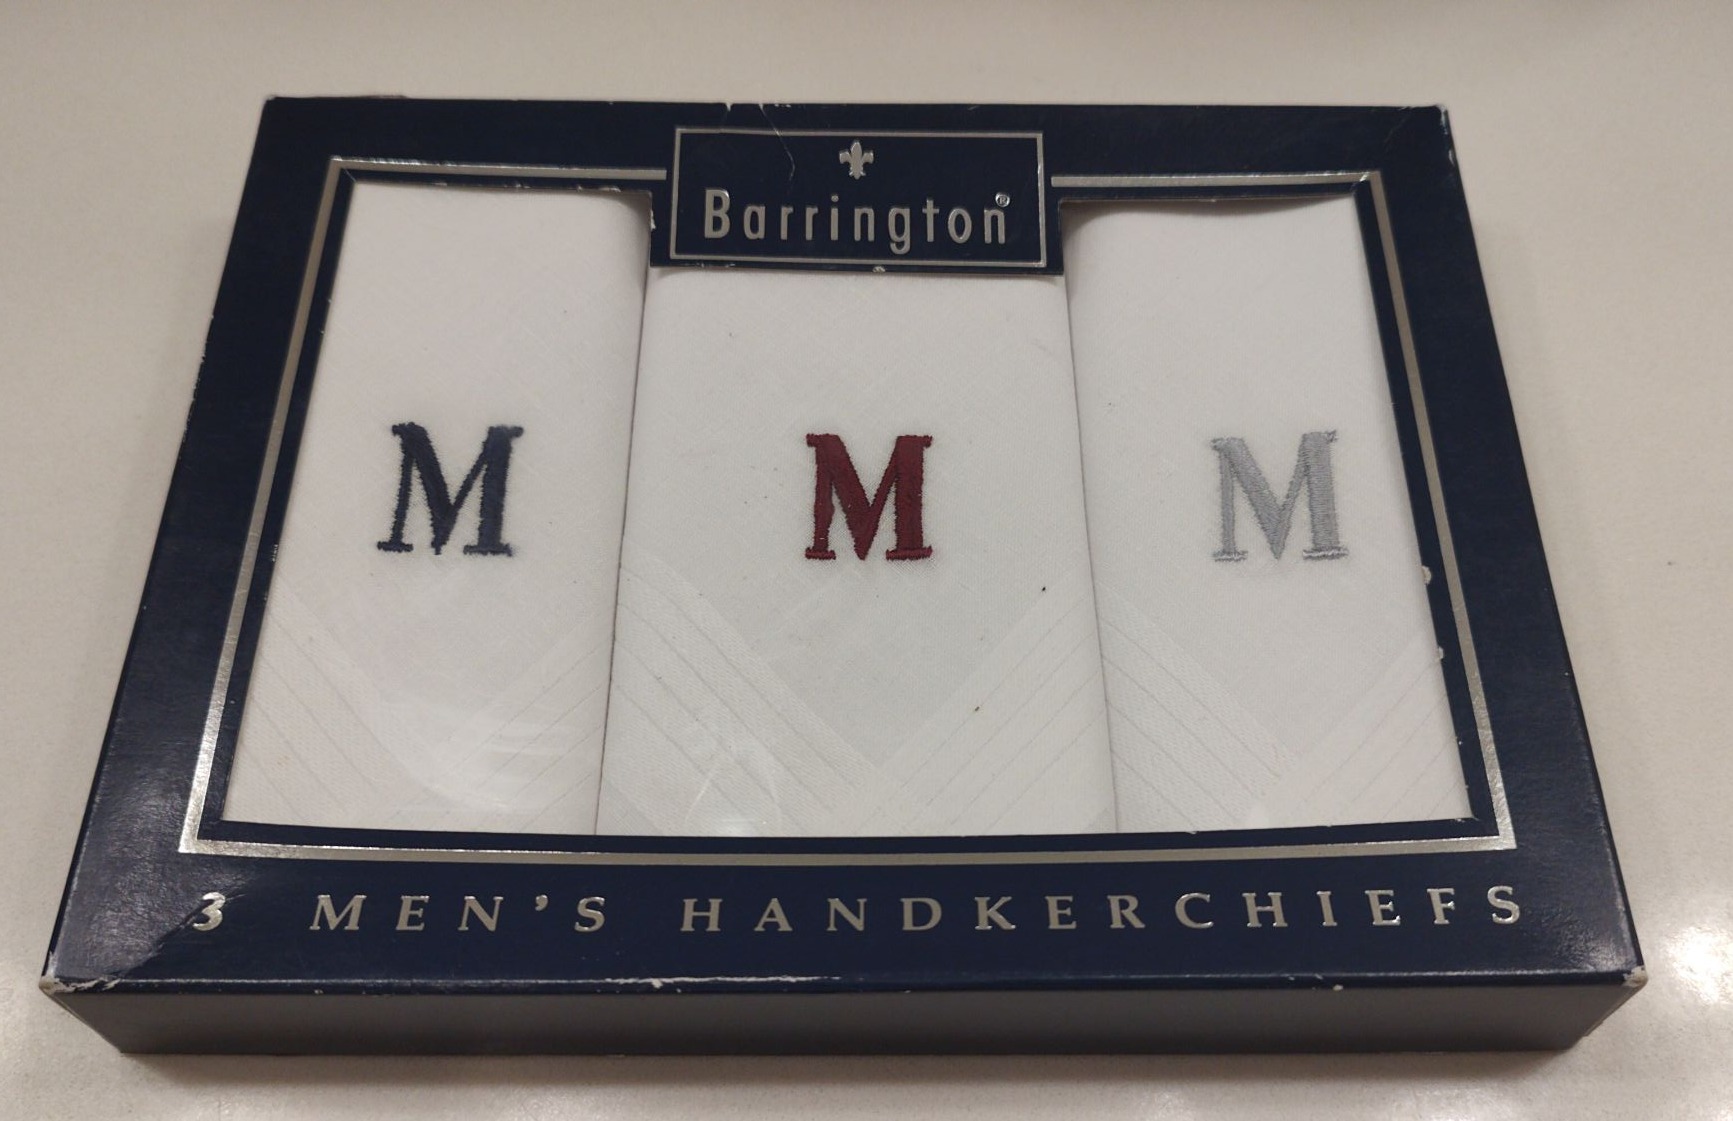 Barrington®
M M M
3 MEN'S HANDKERCHIEFS